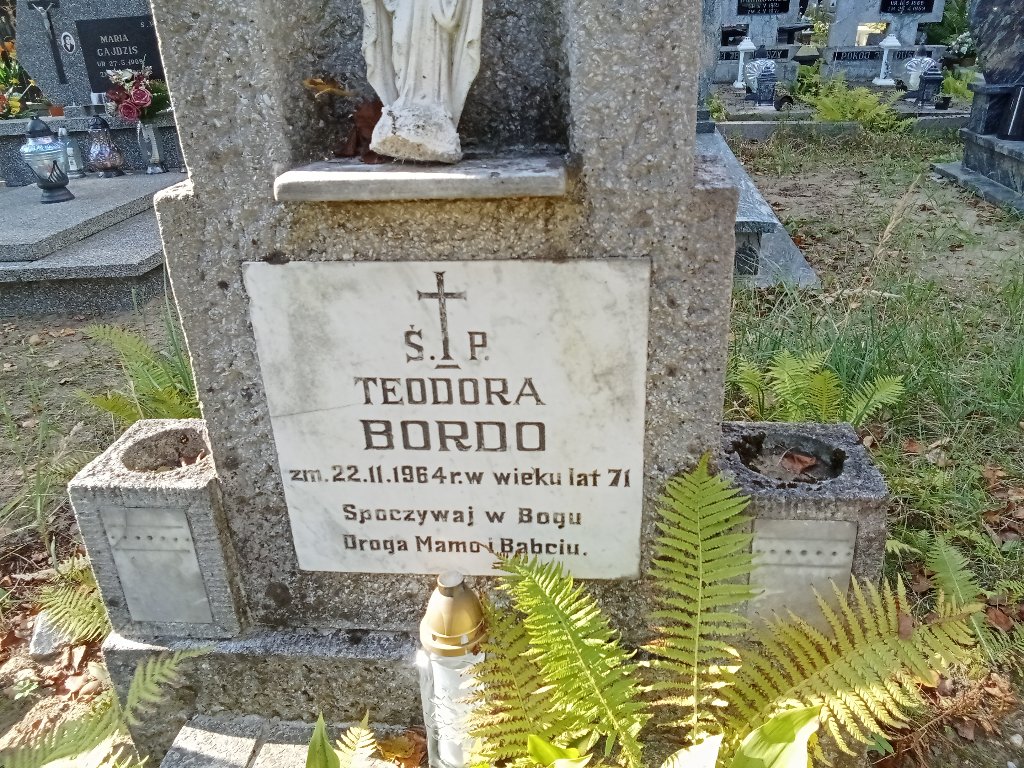 MARIA
GAJDZIS
Ś. P.
TEODORA
BORDO
zm. 22.11.1964 r. w wieku lat 71
Spoczywaj w Bogu
Droga Mamo i Babciu.